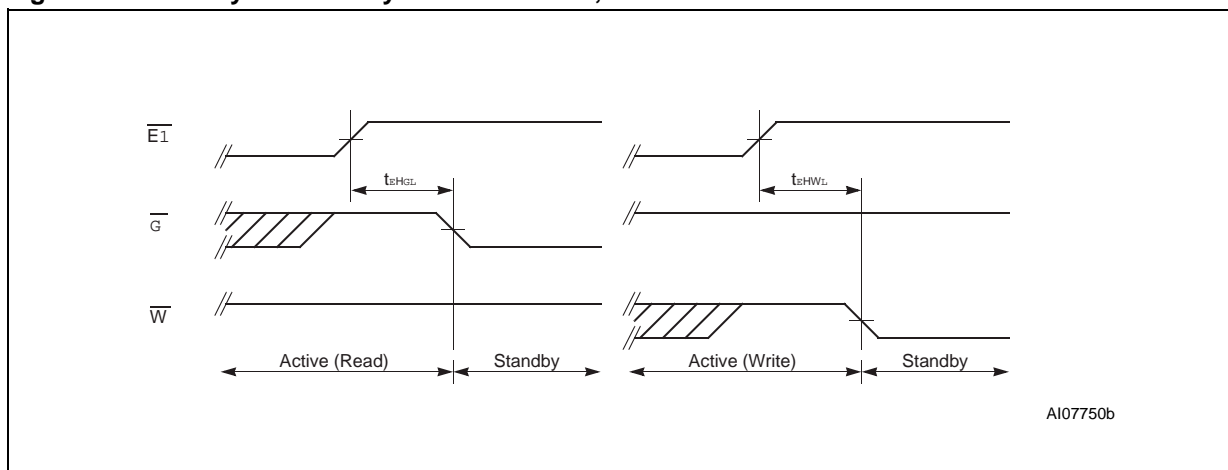 E1
tEHGL
tEHWL
G
W
Active (Read)
Standby
Active (Write)
Standby
AI07750b